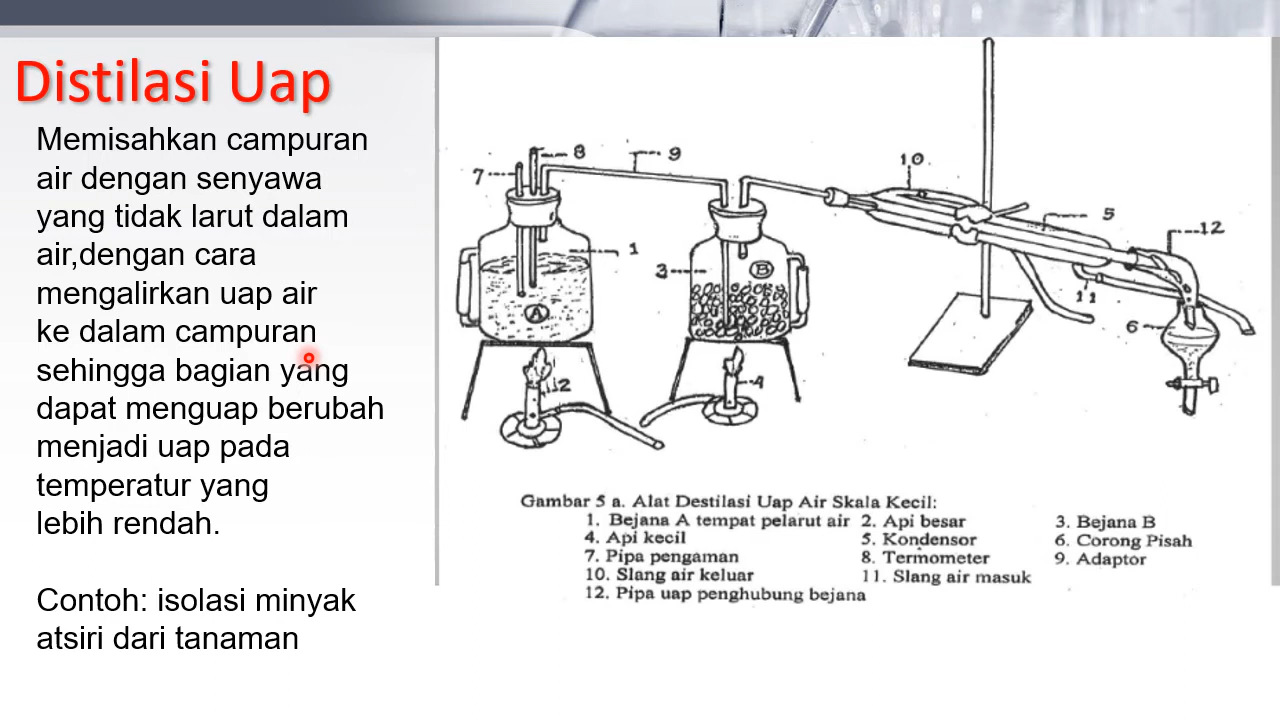 Distilasi Uap
Memisahkan campuran
air dengan senyawa
yang tidak larut dalam
air,dengan cara
mengalirkan uap air
ke dalam campuran
sehingga bagian yang
dapat menguap berubah
menjadi uap pada
temperatur yang
lebih rendah.
Contoh: isolasi minyak
atsiri dari tanaman
7
8
9
10
5
12
1
3
B
A
11
6
2
4
Gambar 5 a. Alat Destilasi Uap Air Skala Kecil:
1. Bejana A tempat pelarut air 2. Api besar 3. Bejana B
4. Api kecil 5. Kondensor 6. Corong Pisah
7. Pipa pengaman 8. Termometer 9. Adaptor
10. Slang air keluar 11. Slang air masuk
12. Pipa uap penghubung bejana